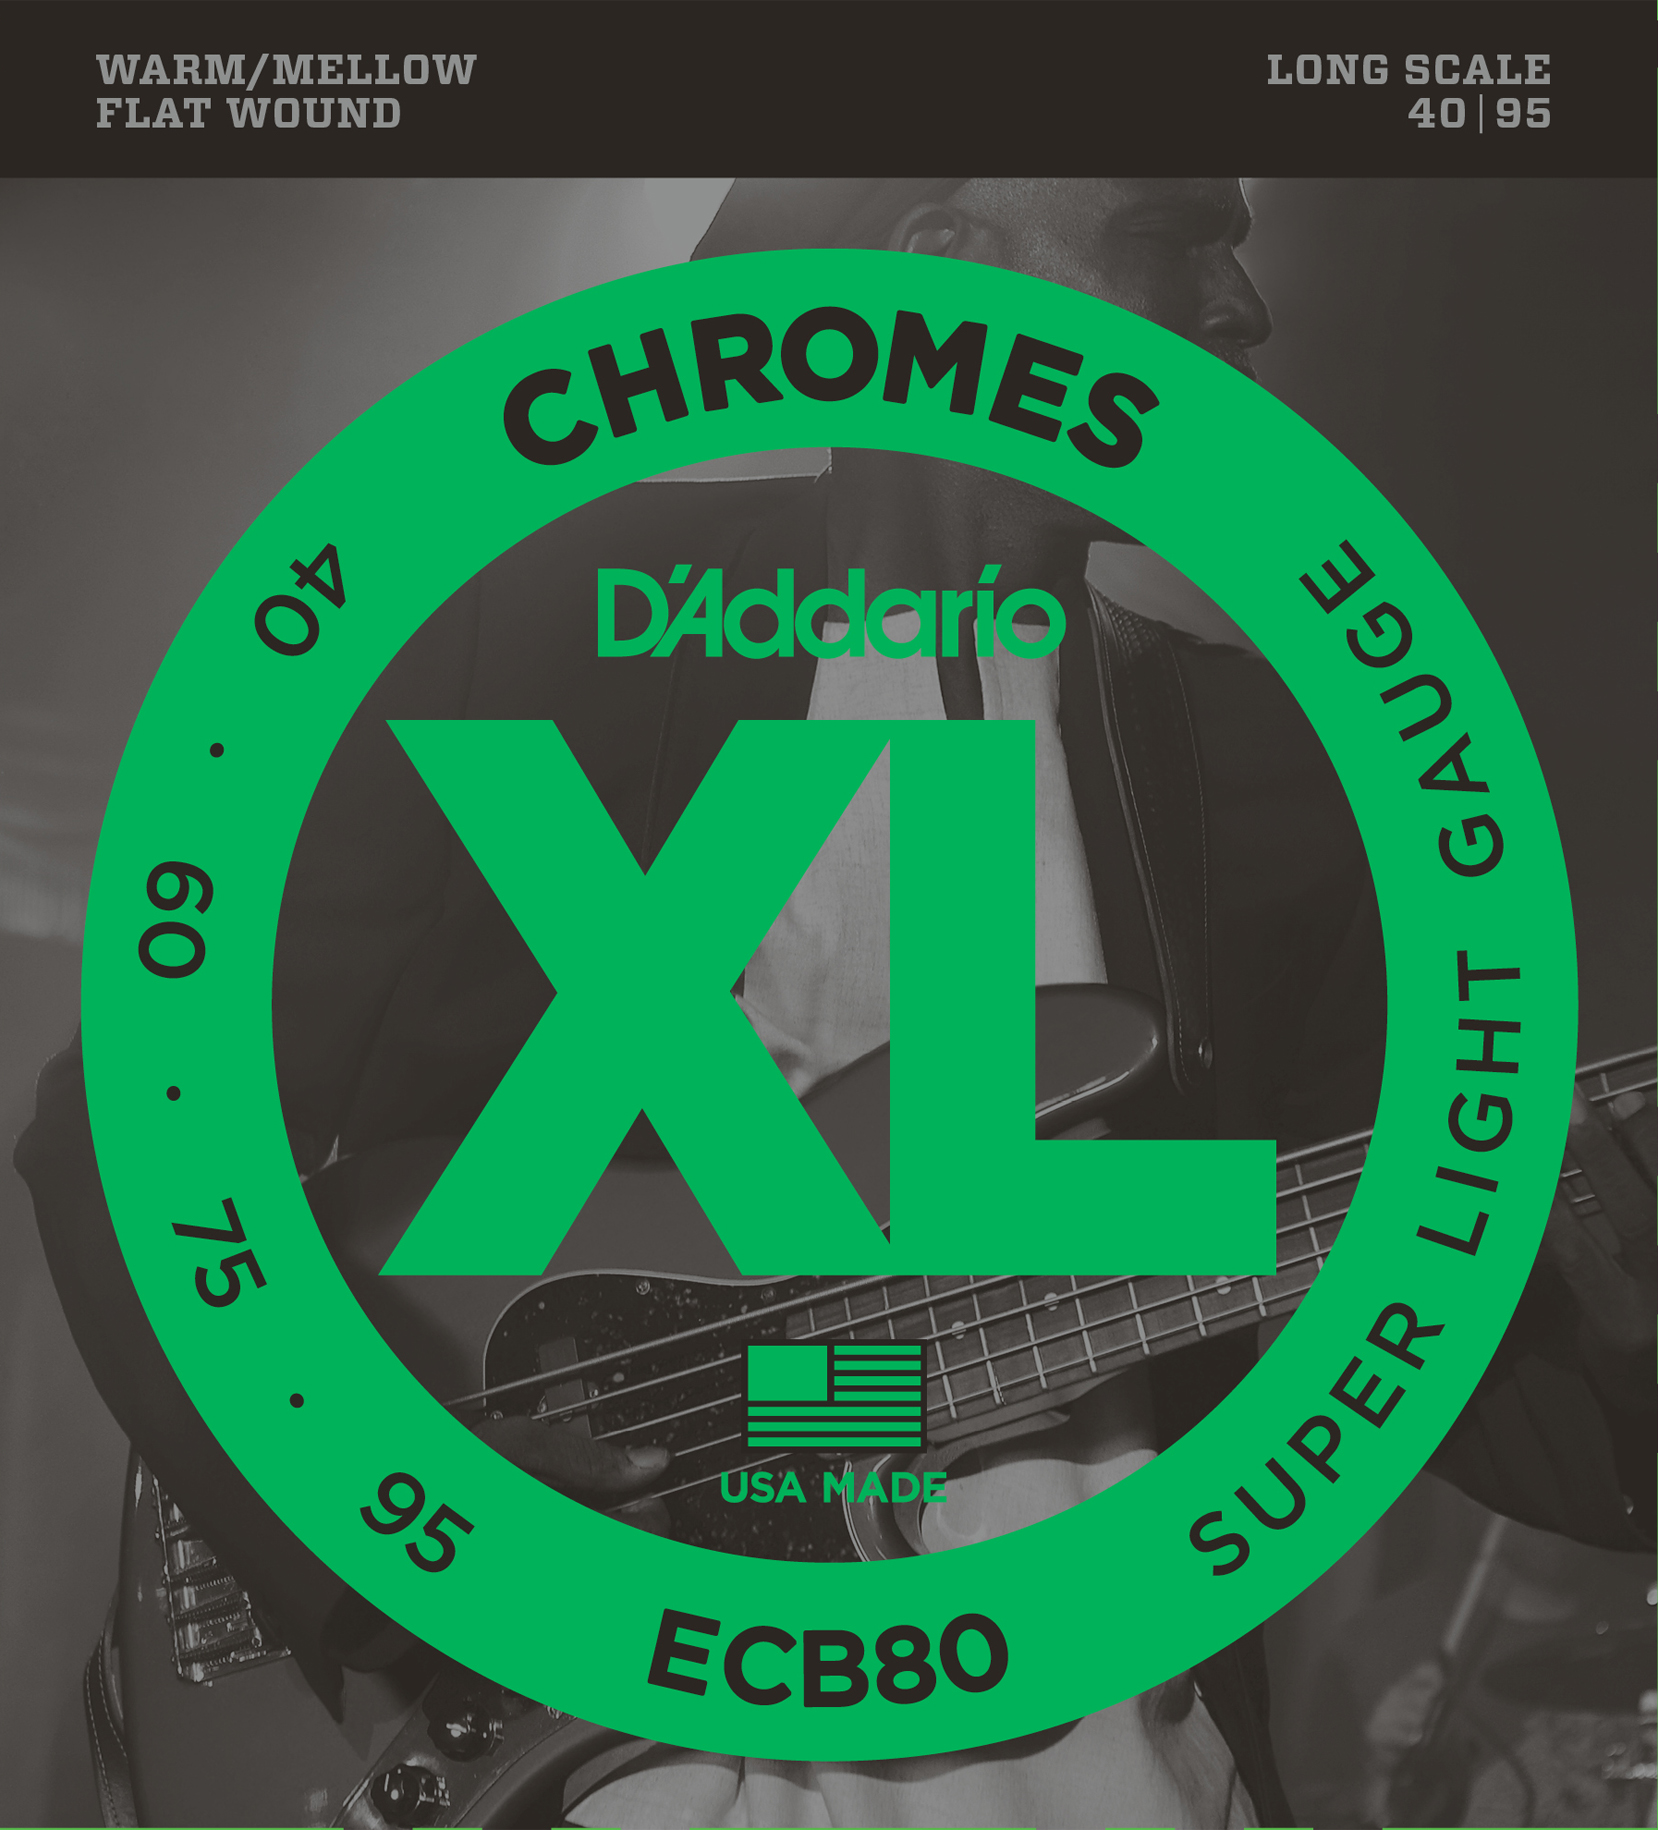 WARM/MELLOW
FLAT WOUND
LONG SCALE
40|95
CHROMES
40 • 60 • 75 • 95
SUPER LIGHT GAUGE
D'Addario
XL
USA MADE
ECB80